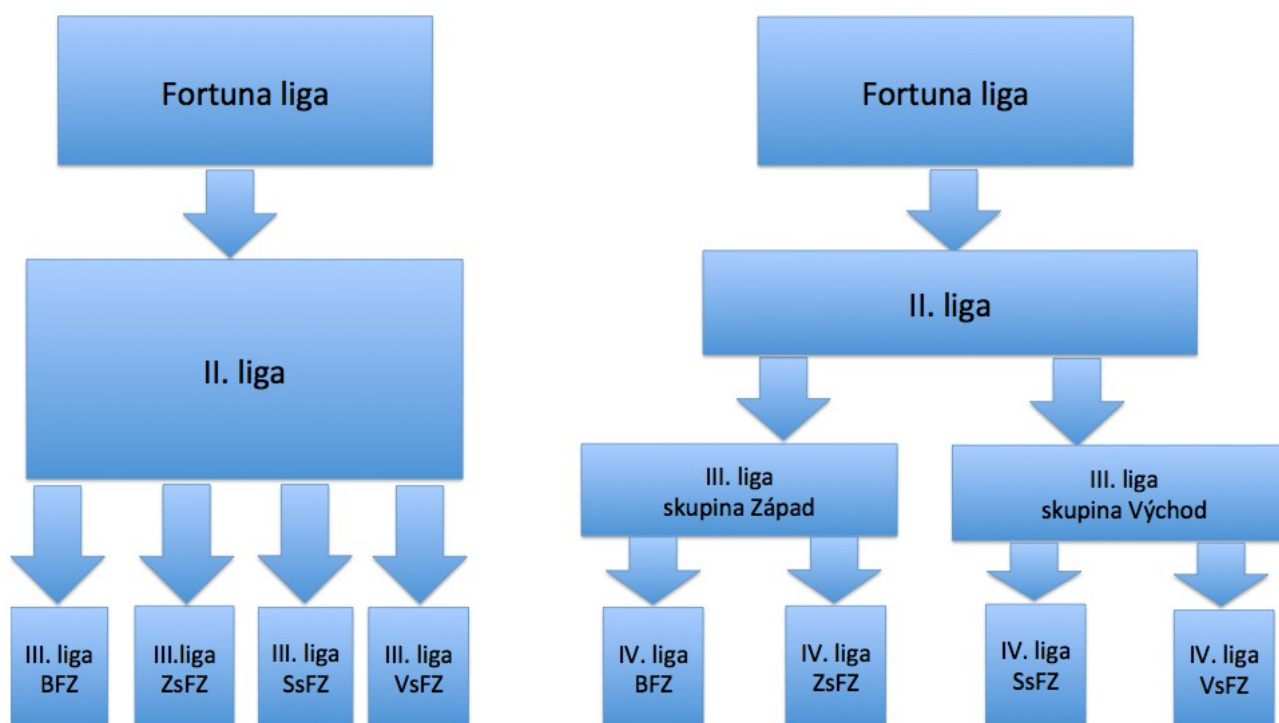 Fortuna liga
II. liga
III. liga
BFZ
III.liga
ZsFZ
III. liga
SsFZ
III. liga
VsFZ
Fortuna liga
II. liga
III. liga
skupina Západ
III. liga
skupina Východ
IV. liga
BFZ
IV. liga
ZsFZ
IV. liga
SsFZ
IV. liga
VsFZ